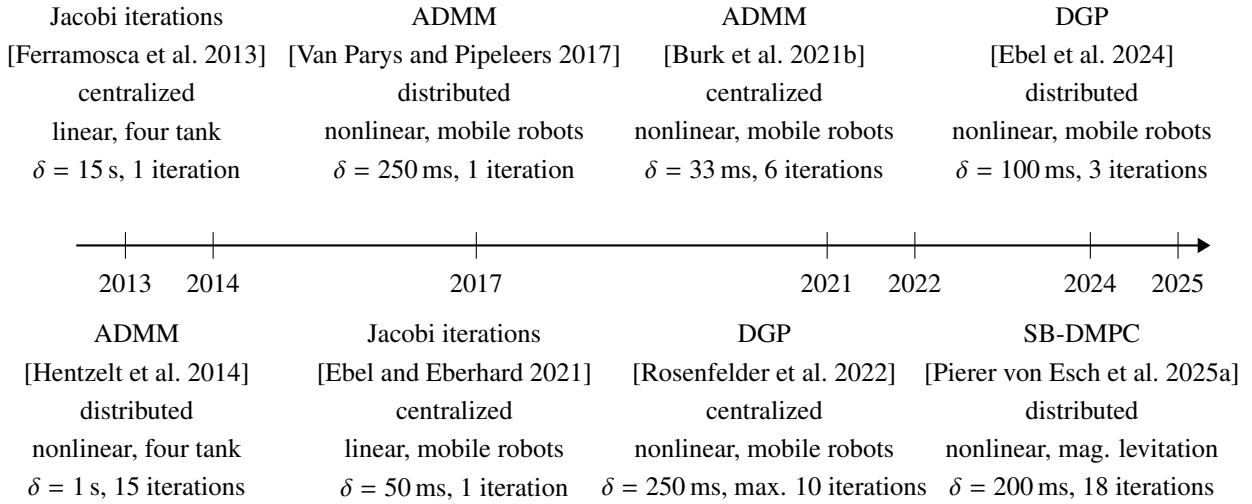 Jacobi iterations
[Ferramosca et al. 2013]
centralized
linear, four tank
δ = 15 s, 1 iteration
ADMM
[Van Parys and Pipeleers 2017]
distributed
nonlinear, mobile robots
δ = 250 ms, 1 iteration
ADMM
[Burk et al. 2021b]
centralized
nonlinear, mobile robots
δ = 33 ms, 6 iterations
DGP
[Ebel et al. 2024]
distributed
nonlinear, mobile robots
δ = 100 ms, 3 iterations
2013 2014 2017 2021 2022 2024 2025
ADMM
[Hentzelt et al. 2014]
distributed
nonlinear, four tank
δ = 1 s, 15 iterations
Jacobi iterations
[Ebel and Eberhard 2021]
centralized
linear, mobile robots
δ = 50 ms, 1 iteration
DGP
[Rosenfelder et al. 2022]
centralized
nonlinear, mobile robots
δ = 250 ms, max. 10 iterations
SB-DMPC
[Pierer von Esch et al. 2025a]
distributed
nonlinear, mag. levitation
δ = 200 ms, 18 iterations